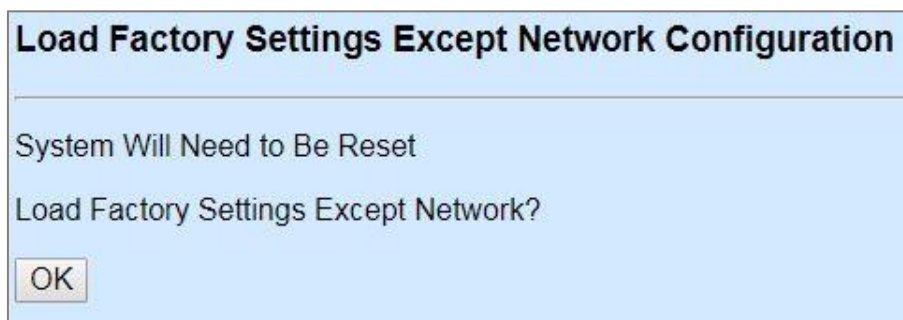 Load Factory Settings Except Network Configuration
System Will Need to Be Reset
Load Factory Settings Except Network?
OK